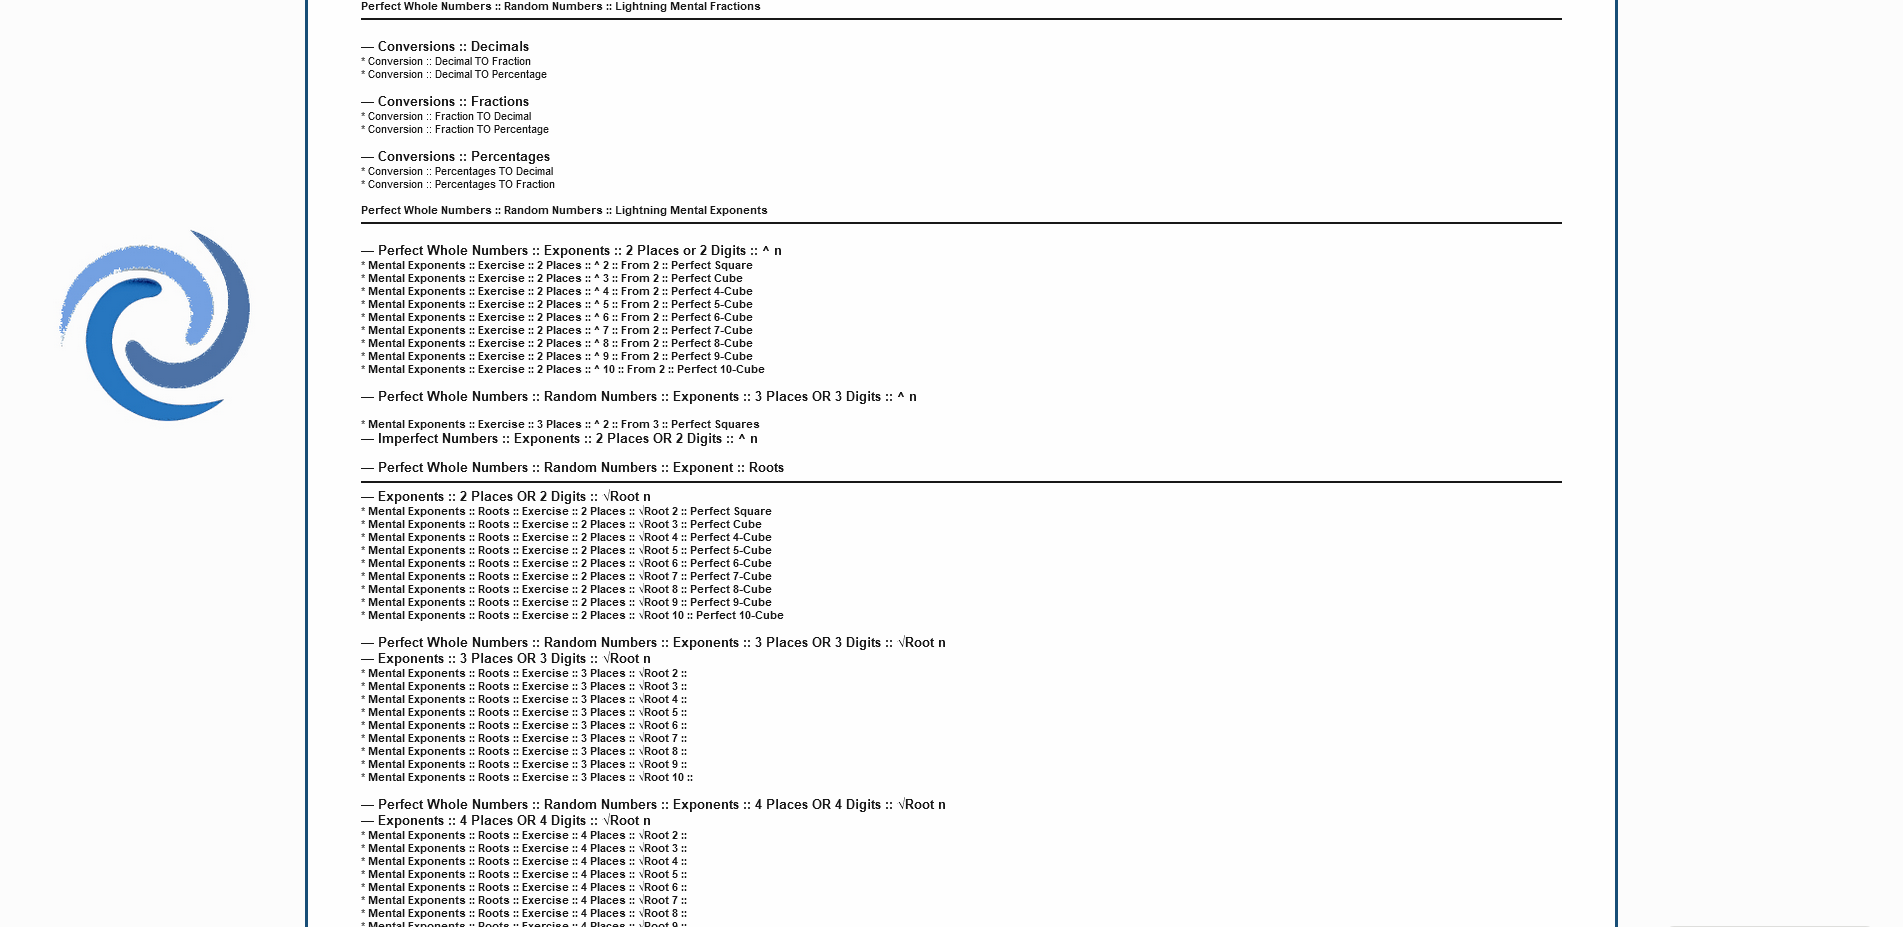 Perfect Whole Numbers :: Random Numbers :: Lightning Mental Fractions
— Conversions :: Decimals
* Conversion :: Decimal TO Fraction
* Conversion :: Decimal TO Percentage
— Conversions :: Fractions
* Conversion :: Fraction TO Decimal
* Conversion :: Fraction TO Percentage
— Conversions :: Percentages
* Conversion :: Percentages TO Decimal
* Conversion :: Percentages TO Fraction
Perfect Whole Numbers :: Random Numbers :: Lightning Mental Exponents
— Perfect Whole Numbers :: Exponents :: 2 Places or 2 Digits :: ^ n
* Mental Exponents :: Exercise :: 2 Places :: ^ 2 :: From 2 :: Perfect Square
* Mental Exponents :: Exercise :: 2 Places :: ^ 3 :: From 2 :: Perfect Cube
* Mental Exponents :: Exercise :: 2 Places :: ^ 4 :: From 2 :: Perfect 4-Cube
* Mental Exponents :: Exercise :: 2 Places :: ^ 5 :: From 2 :: Perfect 5-Cube
* Mental Exponents :: Exercise :: 2 Places :: ^ 6 :: From 2 :: Perfect 6-Cube
* Mental Exponents :: Exercise :: 2 Places :: ^ 7 :: From 2 :: Perfect 7-Cube
* Mental Exponents :: Exercise :: 2 Places :: ^ 8 :: From 2 :: Perfect 8-Cube
* Mental Exponents :: Exercise :: 2 Places :: ^ 9 :: From 2 :: Perfect 9-Cube
* Mental Exponents :: Exercise :: 2 Places :: ^ 10 :: From 2 :: Perfect 10-Cube
— Perfect Whole Numbers :: Random Numbers :: Exponents :: 3 Places OR 3 Digits :: ^ n
* Mental Exponents :: Exercise :: 3 Places :: ^ 2 :: From 3 :: Perfect Squares
— Imperfect Numbers :: Exponents :: 2 Places OR 2 Digits :: ^ n
— Perfect Whole Numbers :: Random Numbers :: Exponent :: Roots
— Exponents :: 2 Places OR 2 Digits :: √Root n
* Mental Exponents :: Roots :: Exercise :: 2 Places :: √Root 2 :: Perfect Square
* Mental Exponents :: Roots :: Exercise :: 2 Places :: √Root 3 :: Perfect Cube
* Mental Exponents :: Roots :: Exercise :: 2 Places :: √Root 4 :: Perfect 4-Cube
* Mental Exponents :: Roots :: Exercise :: 2 Places :: √Root 5 :: Perfect 5-Cube
* Mental Exponents :: Roots :: Exercise :: 2 Places :: √Root 6 :: Perfect 6-Cube
* Mental Exponents :: Roots :: Exercise :: 2 Places :: √Root 7 :: Perfect 7-Cube
* Mental Exponents :: Roots :: Exercise :: 2 Places :: √Root 8 :: Perfect 8-Cube
* Mental Exponents :: Roots :: Exercise :: 2 Places :: √Root 9 :: Perfect 9-Cube
* Mental Exponents :: Roots :: Exercise :: 2 Places :: √Root 10 :: Perfect 10-Cube
— Perfect Whole Numbers :: Random Numbers :: Exponents :: 3 Places OR 3 Digits :: √Root n
— Exponents :: 3 Places OR 3 Digits :: √Root n
* Mental Exponents :: Roots :: Exercise :: 3 Places :: √Root 2 ::
* Mental Exponents :: Roots :: Exercise :: 3 Places :: √Root 3 ::
* Mental Exponents :: Roots :: Exercise :: 3 Places :: √Root 4 ::
* Mental Exponents :: Roots :: Exercise :: 3 Places :: √Root 5 ::
* Mental Exponents :: Roots :: Exercise :: 3 Places :: √Root 6 ::
* Mental Exponents :: Roots :: Exercise :: 3 Places :: √Root 7 ::
* Mental Exponents :: Roots :: Exercise :: 3 Places :: √Root 8 ::
* Mental Exponents :: Roots :: Exercise :: 3 Places :: √Root 9 ::
* Mental Exponents :: Roots :: Exercise :: 3 Places :: √Root 10 ::
— Perfect Whole Numbers :: Random Numbers :: Exponents :: 4 Places OR 4 Digits :: √Root n
— Exponents :: 4 Places OR 4 Digits :: √Root n
* Mental Exponents :: Roots :: Exercise :: 4 Places :: √Root 2 ::
* Mental Exponents :: Roots :: Exercise :: 4 Places :: √Root 3 ::
* Mental Exponents :: Roots :: Exercise :: 4 Places :: √Root 4 ::
* Mental Exponents :: Roots :: Exercise :: 4 Places :: √Root 5 ::
* Mental Exponents :: Roots :: Exercise :: 4 Places :: √Root 6 ::
* Mental Exponents :: Roots :: Exercise :: 4 Places :: √Root 7 ::
* Mental Exponents :: Roots :: Exercise :: 4 Places :: √Root 8 ::
* Mental Exponents :: Roots :: Exercise :: 4 Places :: √Root 9 ::